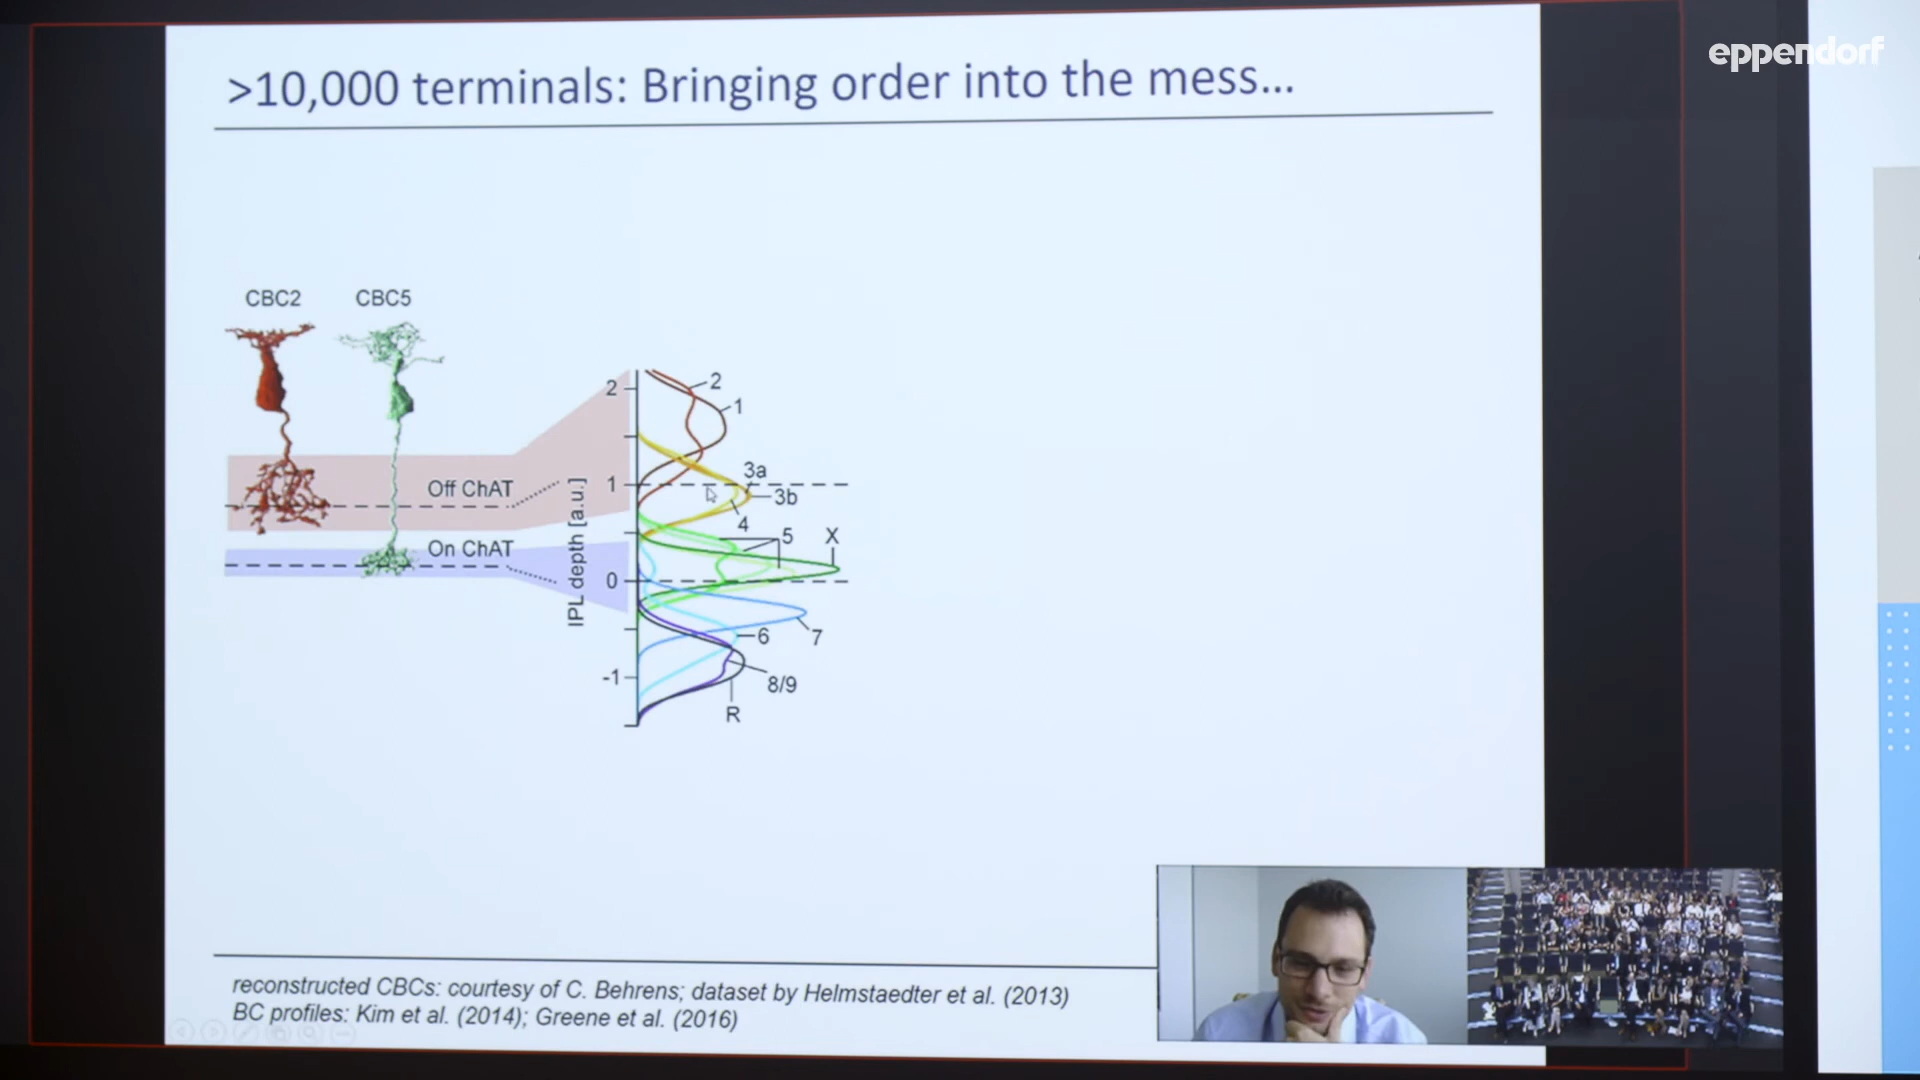 eppendorf
>10,000 terminals: Bringing order into the mess...
CBC2
CBC5
Off ChAT
On ChAT
IPL depth [a.u.]
2
1
0
-1
2
1
3a
3b
4
5
X
6
7
8/9
R
reconstructed CBCs: courtesy of C. Behrens; dataset by Helmstaedter et al. (2013)
BC profiles: Kim et al. (2014); Greene et al. (2016)